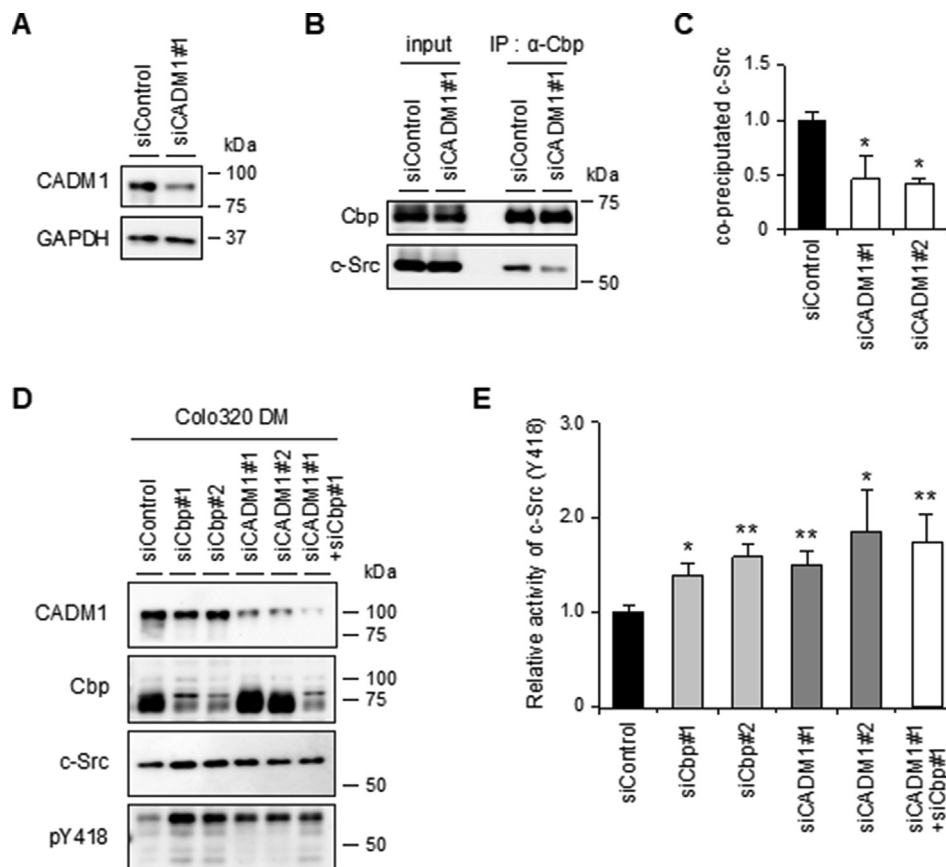 A
siControl
siCADM1#1
kDa
CADM1
100
75
GAPDH
37
B
input
IP : α-Cbp
siControl
siCADM1#1
siControl
siCADM1#1
kDa
Cbp
75
c-Src
50
C
co-preciputated c-Src
1.5
1.0
0.5
0
*
*
siControl
siCADM1#1
siCADM1#2
D
Colo320 DM
siControl
siCbp#1
siCbp#2
siCADM1#1
siCADM1#2
siCADM1#1
+siCbp#1
kDa
CADM1
100
75
Cbp
100
75
c-Src
50
pY418
50
E
Relative activity of c-Src (Y418)
3.0
2.0
1.0
0
*
**
**
*
**
siControl
siCbp#1
siCbp#2
siCADM1#1
siCADM1#2
siCADM1#1
+siCbp#1